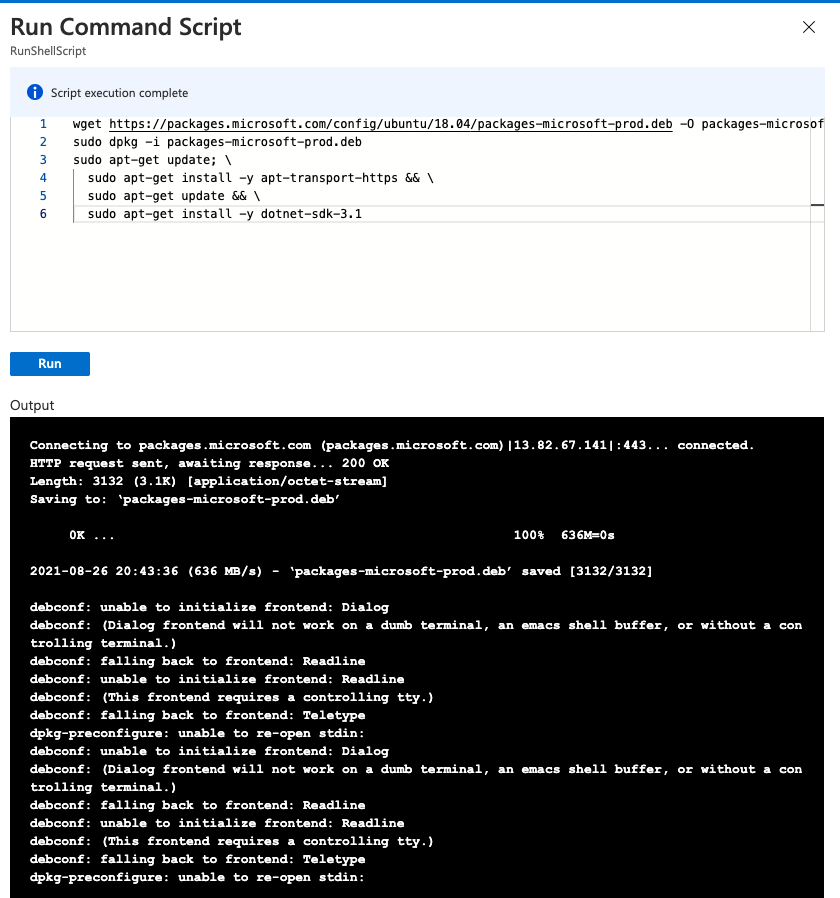 Run Command Script
RunShellScript
Script execution complete
1 wget https://packages.microsoft.com/config/ubuntu/18.04/packages-microsoft-prod.deb -O packages-microsof
2 sudo dpkg -i packages-microsoft-prod.deb
3 sudo apt-get update; \
4 sudo apt-get install -y apt-transport-https && \
5 sudo apt-get update && \
6 sudo apt-get install -y dotnet-sdk-3.1
Run
Output
Connecting to packages.microsoft.com (packages.microsoft.com)|13.82.67.141|:443... connected.
HTTP request sent, awaiting response... 200 OK
Length: 3132 (3.1K) [application/octet-stream]
Saving to: ‘packages-microsoft-prod.deb’
0K ... 100% 636M=0s
2021-08-26 20:43:36 (636 MB/s) - ‘packages-microsoft-prod.deb’ saved [3132/3132]
debconf: unable to initialize frontend: Dialog
debconf: (Dialog frontend will not work on a dumb terminal, an emacs shell buffer, or without a con
trolling terminal.)
debconf: falling back to frontend: Readline
debconf: unable to initialize frontend: Readline
debconf: (This frontend requires a controlling tty.)
debconf: falling back to frontend: Teletype
dpkg-preconfigure: unable to re-open stdin:
debconf: unable to initialize frontend: Dialog
debconf: (Dialog frontend will not work on a dumb terminal, an emacs shell buffer, or without a con
trolling terminal.)
debconf: falling back to frontend: Readline
debconf: unable to initialize frontend: Readline
debconf: (This frontend requires a controlling tty.)
debconf: falling back to frontend: Teletype
dpkg-preconfigure: unable to re-open stdin: